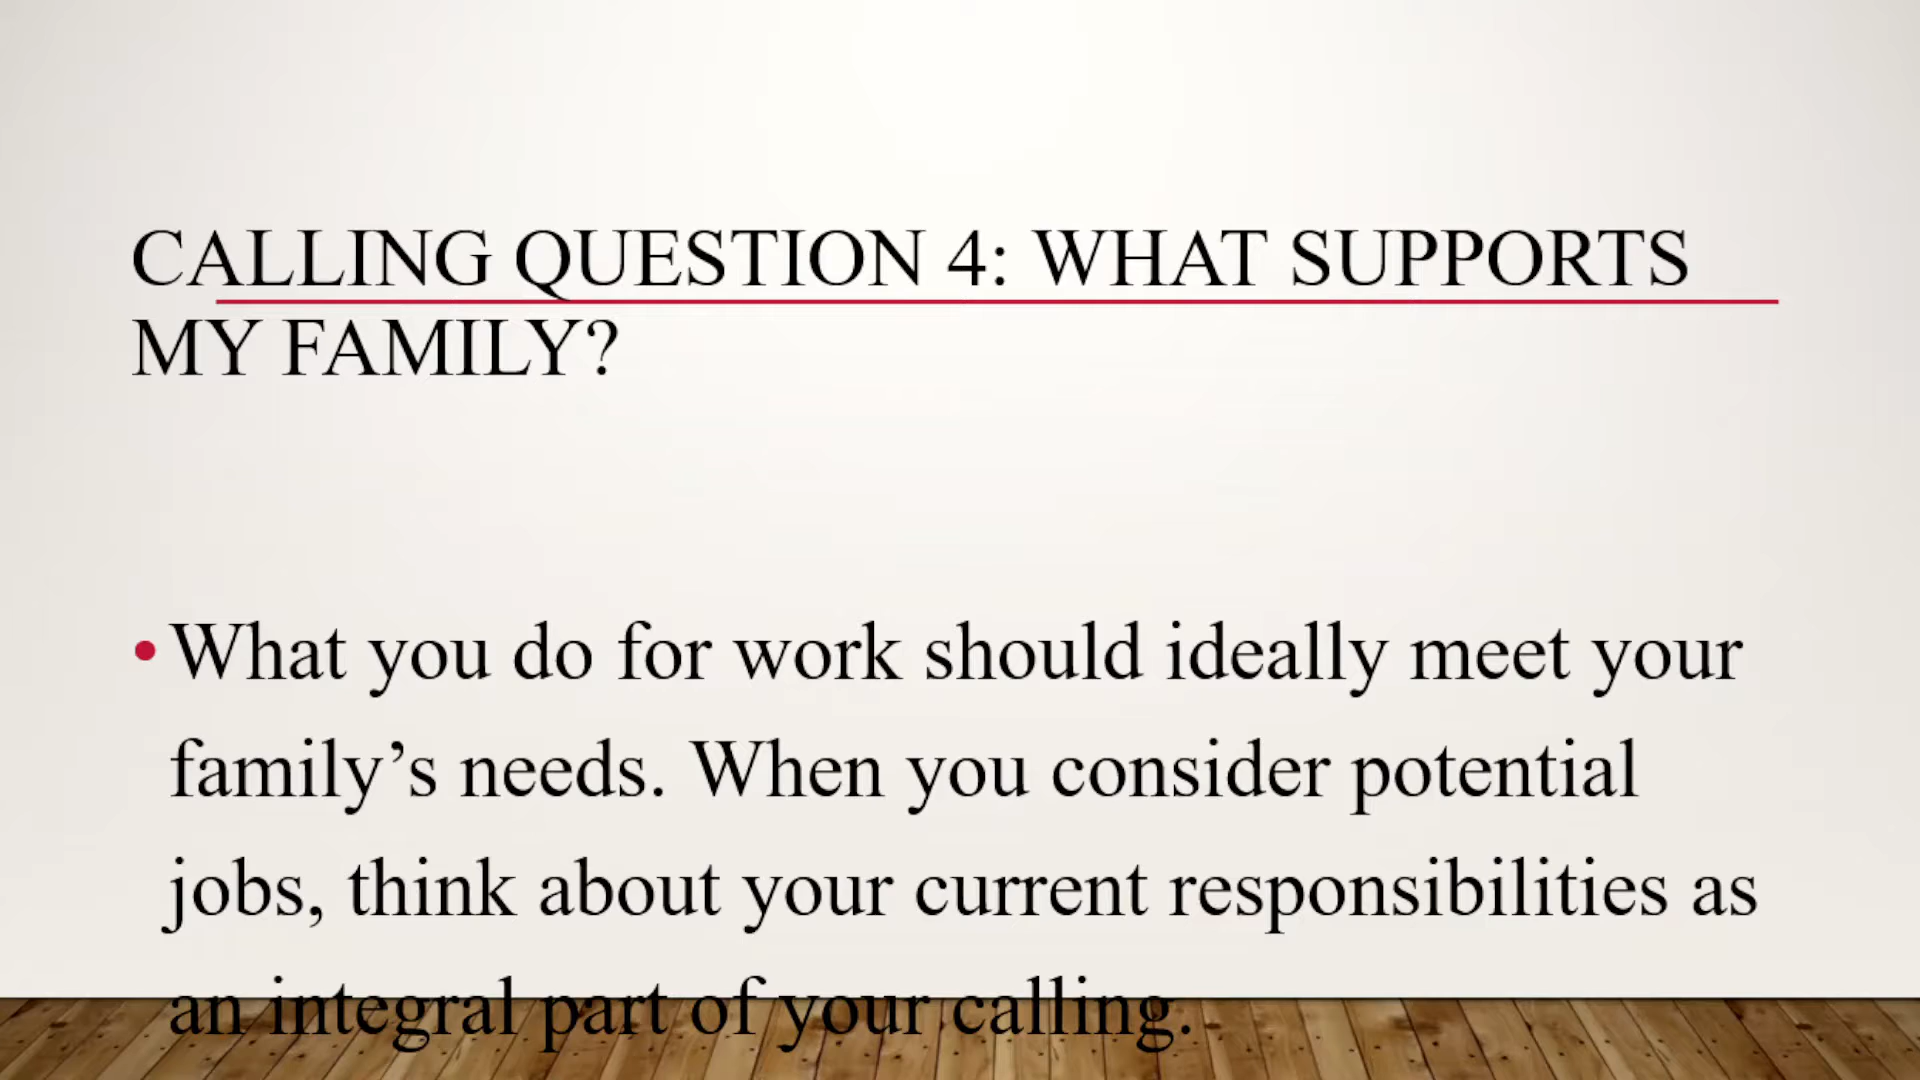 CALLING QUESTION 4: WHAT SUPPORTS
MY FAMILY?
• What you do for work should ideally meet your
family’s needs. When you consider potential
jobs, think about your current responsibilities as
an integral part of your calling.